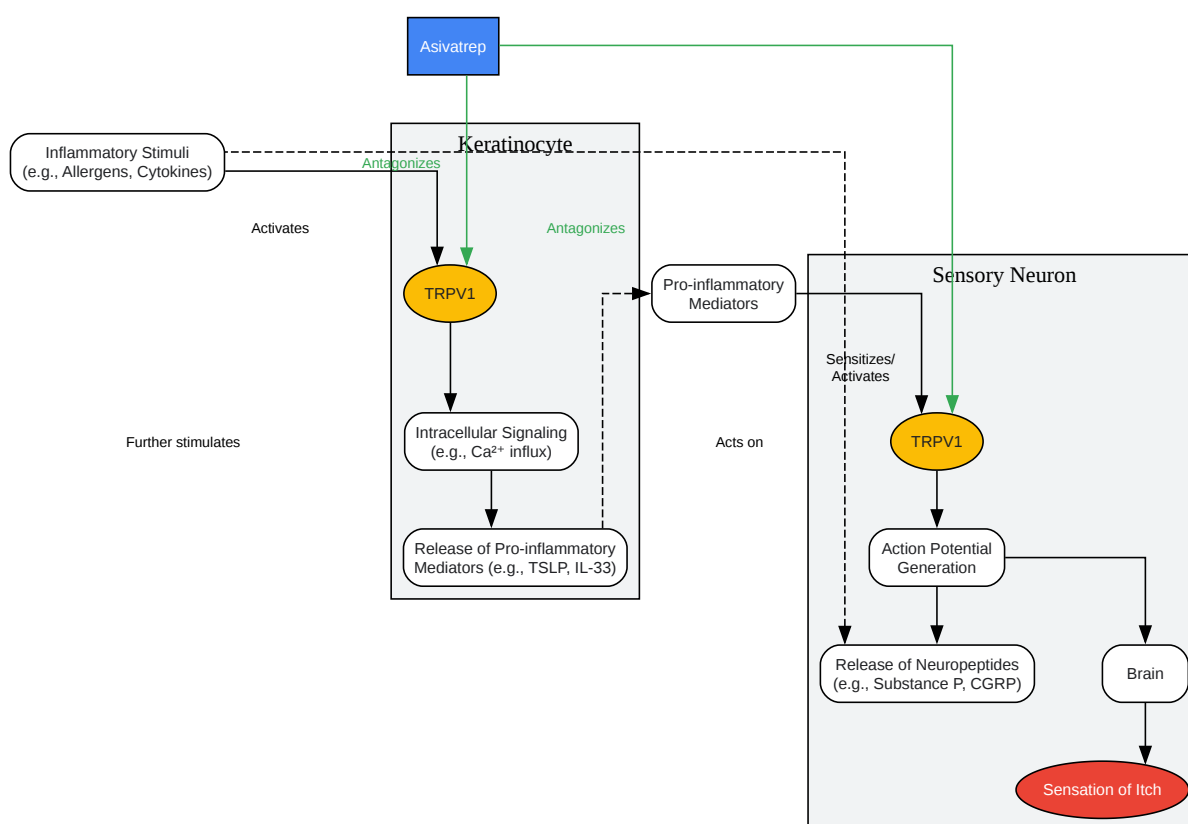 Asivatrep
Keratinocyte
Inflammatory Stimuli
(e.g., Allergens, Cytokines)
Antagonizes
Activates
Antagonizes
TRPV1
Pro-inflammatory
Mediators
Sensory Neuron
Sensitizes/
Activates
Further stimulates
Intracellular Signaling
(e.g., Ca²⁺ influx)
Acts on
TRPV1
Release of Pro-inflammatory
Mediators (e.g., TSLP, IL-33)
Action Potential
Generation
Release of Neuropeptides
(e.g., Substance P, CGRP)
Brain
Sensation of Itch